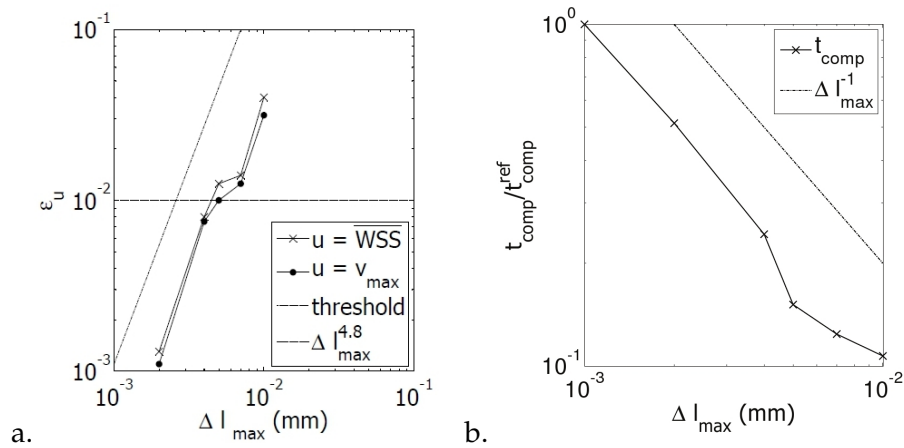 10^-1
10^-2
10^-3
ε_u
10^-3
10^-2
10^-1
Δ l_max (mm)
u = \overline{WSS}
u = v_max
threshold
Δ l_max^4.8
a.
10^0
10^-1
t_comp/t_comp^ref
10^-3
10^-2
Δ l_max (mm)
t_comp
Δ l_max^-1
b.